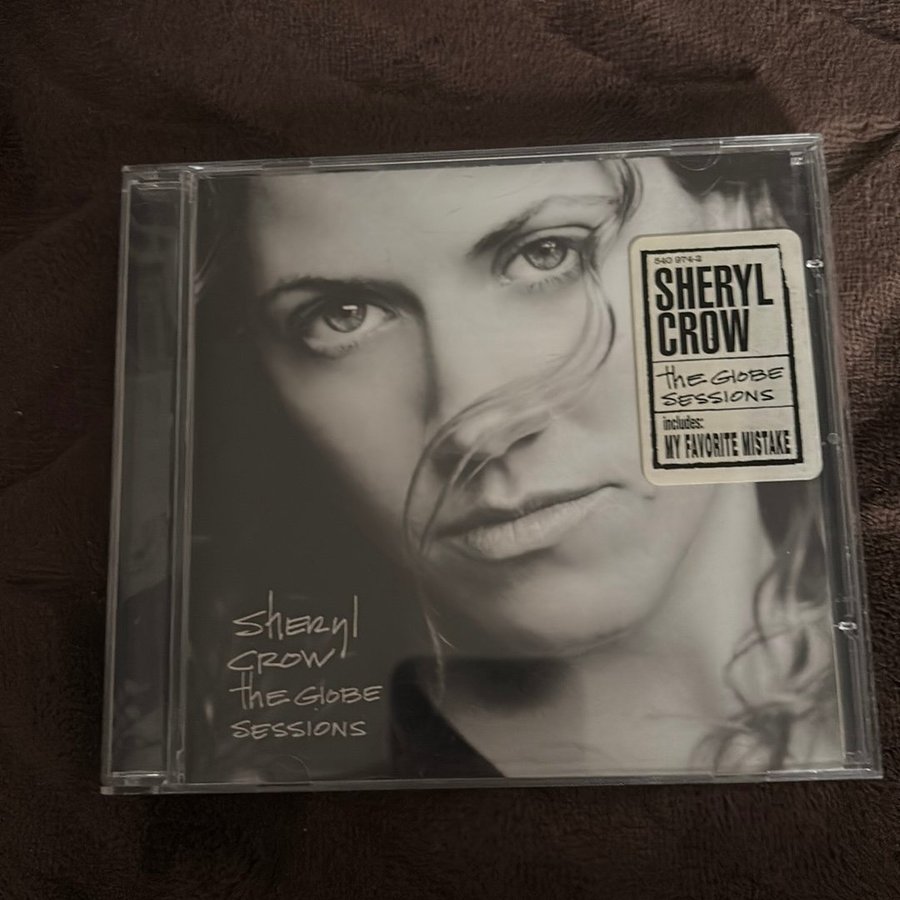 540 974-2
SHERYL
CROW
the GLOBE
SESSIONS
includes:
MY FAVORITE MISTAKE
sheryl
CROW
the GLOBE
SESSIONS